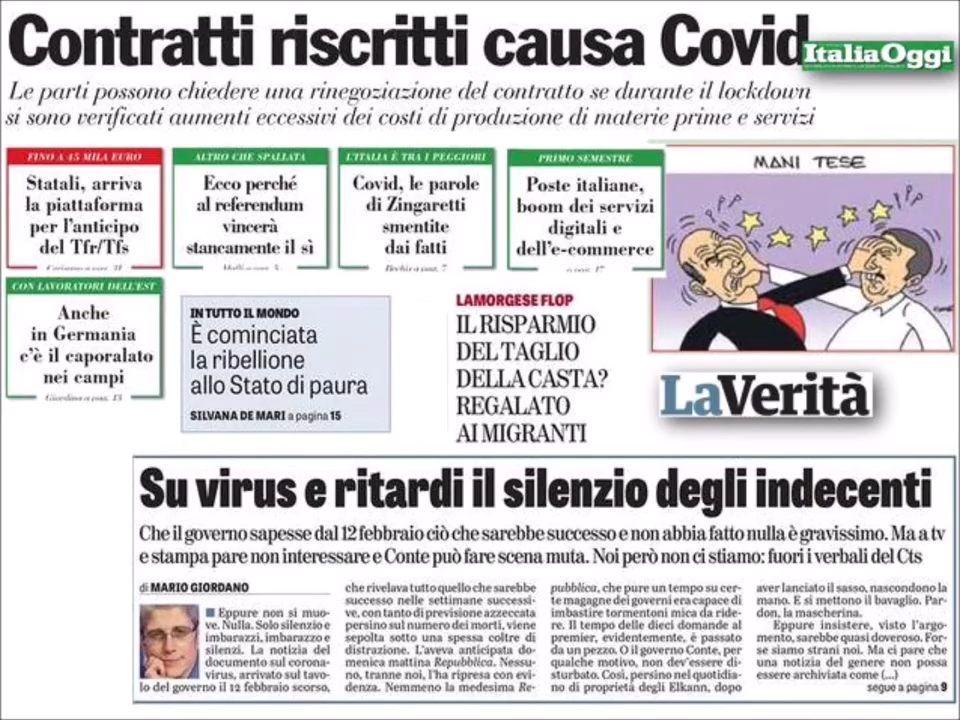 Contratti riscritti causa Covid
ItaliaOggi
Le parti possono chiedere una rinegoziazione del contratto se durante il lockdown
si sono verificati aumenti eccessivi dei costi di produzione di materie prime e servizi
FINO A 45 MILA EURO
Statali, arriva
la piattaforma
per l'anticipo
del Tfr/Tfs
ALTRO CHE SPALLATA
Ecco perché
al referendum
vincerà
stancamente il sì
L'ITALIA È TRA I PEGGIORI
Covid, le parole
di Zingaretti
smentite
dai fatti
PRIMO SEMESTRE
Poste italiane,
boom dei servizi
digitali e
dell'e-commerce
MANI TESE
CON LAVORATORI DELL'EST
Anche
in Germania
c'è il caporalato
nei campi
IN TUTTO IL MONDO
È cominciata
la ribellione
allo Stato di paura
SILVANA DE MARI a pagina 15
LAMORGESE FLOP
IL RISPARMIO
DEL TAGLIO
DELLA CASTA?
REGALATO
AI MIGRANTI
LaVerità
Su virus e ritardi il silenzio degli indecenti
Che il governo sapesse dal 12 febbraio ciò che sarebbe successo e non abbia fatto nulla è gravissimo. Ma a tv
e stampa pare non interessare e Conte può fare scena muta. Noi però non ci stiamo: fuori i verbali del Cts
di MARIO GIORDANO
Eppure non si muo-
ve. Nulla. Solo silenzio e
imbarazzi, imbarazzo e
silenzi. La notizia del
documento sul corona-
virus, arrivato sul tavo-
lo del governo il 12 febbraio scorso,
che rivelava tutto quello che sarebbe
successo nelle settimane successi-
ve, con tanto di previsione azzeccata
persino sul numero dei morti, viene
sepolta sotto una spessa coltre di
distrazione. L'aveva anticipata do-
menica mattina Repubblica. Nessu-
no, tranne noi, l'ha ripresa con evi-
denza. Nemmeno la medesima Re-
pubblica, che pure un tempo su cer-
te magagne dei governi era capace di
imbastire tormentoni mica da ride-
re. Il tempo delle dieci domande al
premier, evidentemente, è passato
da un pezzo. O il governo Conte, per
qualche motivo, non dev'essere di-
sturbato. Così, persino nel quotidia-
no di proprietà degli Elkann, dopo
aver lanciato il sasso, nascondono la
mano. E si mettono il bavaglio. Par-
don, la mascherina.
Eppure insistere, visto l'argo-
mento, sarebbe quasi doveroso. For-
se siamo strani noi. Ma ci pare che
una notizia del genere non possa
essere archiviata come (...)
segue a pagina 9